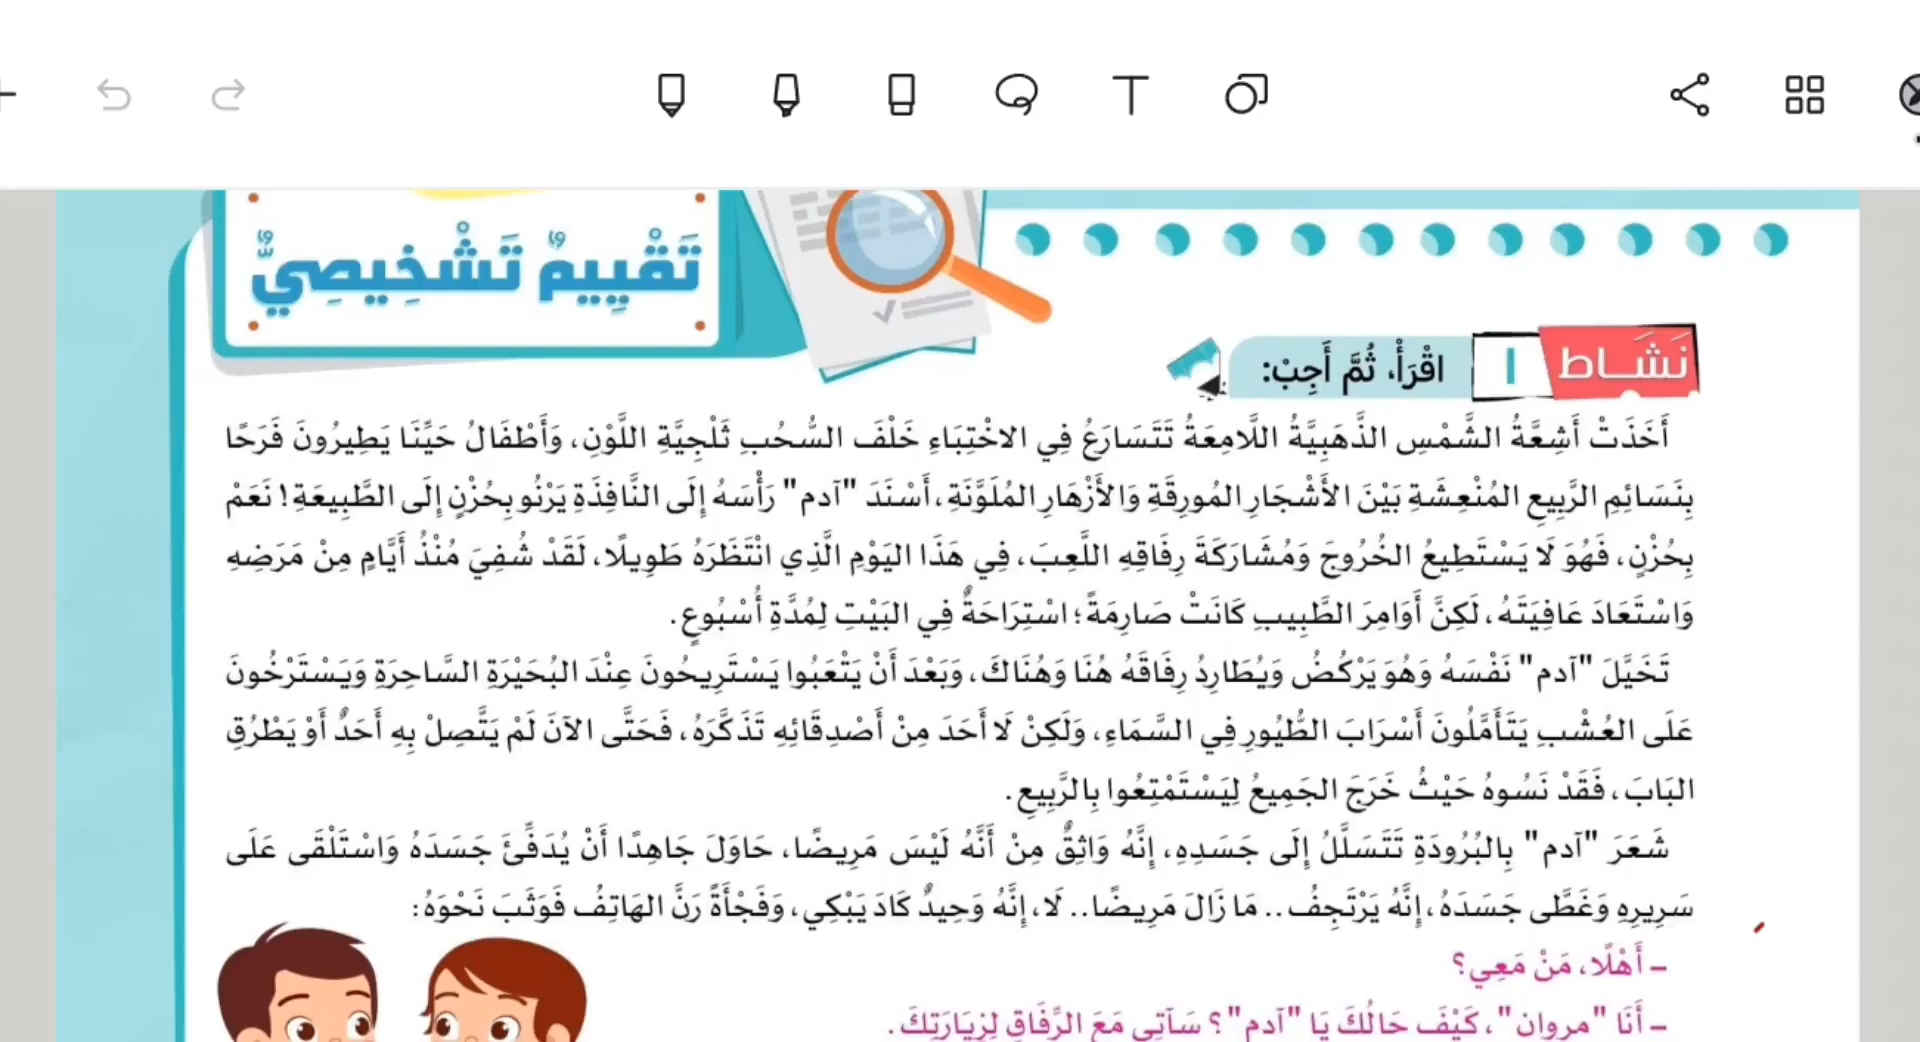 تَقْيِيمٌ تَشْخِيصِيٌّ
نَشَاط ١ اقْرَأْ، ثُمَّ أَجِبْ:
أَخَذَتْ أَشِعَّةُ الشَّمْسِ الذَّهَبِيَّةُ اللَّامِعَةُ تَتَسَارَعُ فِي الاخْتِبَاءِ خَلْفَ السُّحُبِ ثَلْجِيَّةِ اللَّوْنِ، وَأَطْفَالُ حَيِّنَا يَطِيرُونَ فَرَحًا
بِنَسَائِمِ الرَّبِيعِ المُنْعِشَةِ بَيْنَ الأَشْجَارِ المُورِقَةِ وَالأَزْهَارِ المُلَوَّنَةِ، أَسْنَدَ "آدم" رَأْسَهُ إِلَى النَّافِذَةِ يَرْنُو بِحُزْنٍ إِلَى الطَّبِيعَةِ! نَعَمْ
بِحُزْنٍ، فَهُوَ لَا يَسْتَطِيعُ الخُرُوجَ وَمُشَارَكَةَ رِفَاقِهِ اللَّعِبَ، فِي هَذَا اليَوْمِ الَّذِي انْتَظَرَهُ طَوِيلًا، لَقَدْ شُفِيَ مُنْذُ أَيَّامٍ مِنْ مَرَضِهِ
وَاسْتَعَادَ عَافِيَتَهُ، لَكِنَّ أَوَامِرَ الطَّبِيبِ كَانَتْ صَارِمَةً؛ اسْتِرَاحَةٌ فِي البَيْتِ لِمُدَّةِ أُسْبُوعٍ.
تَخَيَّلَ "آدم" نَفْسَهُ وَهُوَ يَرْكُضُ وَيُطَارِدُ رِفَاقَهُ هُنَا وَهُنَاكَ، وَبَعْدَ أَنْ يَتْعَبُوا يَسْتَرِيحُونَ عِنْدَ البُحَيْرَةِ السَّاحِرَةِ وَيَسْتَرْخُونَ
عَلَى العُشْبِ يَتَأَمَّلُونَ أَسْرَابَ الطُّيُورِ فِي السَّمَاءِ، وَلَكِنْ لَا أَحَدَ مِنْ أَصْدِقَائِهِ تَذَكَّرَهُ، فَحَتَّى الآنَ لَمْ يَتَّصِلْ بِهِ أَحَدٌ أَوْ يَطْرُقِ
البَابَ، فَقَدْ نَسُوهُ حَيْثُ خَرَجَ الجَمِيعُ لِيَسْتَمْتِعُوا بِالرَّبِيعِ.
شَعَرَ "آدم" بِالبُرُودَةِ تَتَسَلَّلُ إِلَى جَسَدِهِ، إِنَّهُ وَاثِقٌ مِنْ أَنَّهُ لَيْسَ مَرِيضًا، حَاوَلَ جَاهِدًا أَنْ يُدَفِّئَ جَسَدَهُ وَاسْتَلْقَى عَلَى
سَرِيرِهِ وَغَطَّى جَسَدَهُ، إِنَّهُ يَرْتَجِفُ.. مَا زَالَ مَرِيضًا.. لَا، إِنَّهُ وَحِيدٌ كَادَ يَبْكِي، وَفَجْأَةً رَنَّ الهَاتِفُ فَوَثَبَ نَحْوَهُ:
– أَهْلًا، مَنْ مَعِي؟
– أَنَا "مروان"، كَيْفَ حَالُكَ يَا "آدم"؟ سَآتِي مَعَ الرِّفَاقِ لِزِيَارَتِكَ.